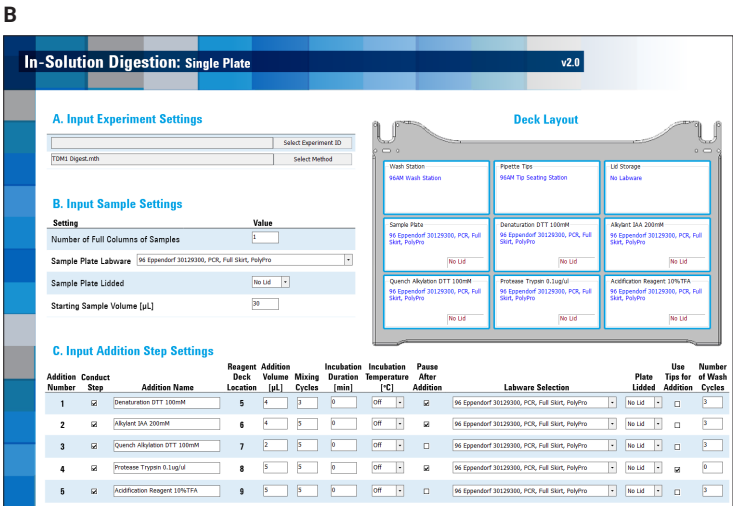 B
In-Solution Digestion: Single Plate v2.0
A. Input Experiment Settings
Select Experiment ID
TDM1 Digest.mth Select Method
B. Input Sample Settings
Setting Value
Number of Full Columns of Samples 1
Sample Plate Labware 96 Eppendorf 30129300, PCR, Full Skirt, PolyPro
Sample Plate Lidded No Lid
Starting Sample Volume [µL] 30
Deck Layout
Wash Station
96AM Wash Station
Pipette Tips
96AM Tip Seating Station
Lid Storage
No Labware
Sample Plate
96 Eppendorf 30129300, PCR, Full
Skirt, PolyPro
No Lid
Denaturation DTT 100mM
96 Eppendorf 30129300, PCR, Full
Skirt, PolyPro
No Lid
Alkylant IAA 200mM
96 Eppendorf 30129300, PCR, Full
Skirt, PolyPro
No Lid
Quench Alkylation DTT 100mM
96 Eppendorf 30129300, PCR, Full
Skirt, PolyPro
No Lid
Protease Trypsin 0.1ug/ul
96 Eppendorf 30129300, PCR, Full
Skirt, PolyPro
No Lid
Acidification Reagent 10%TFA
96 Eppendorf 30129300, PCR, Full
Skirt, PolyPro
No Lid
C. Input Addition Step Settings
Reagent Addition Incubation Incubation Pause Use Number
Addition Conduct Deck Volume Mixing Duration Temperature After Plate Tips for of Wash
Number Step Addition Name Location [µL] Cycles [min] [°C] Addition Labware Selection Lidded Addition Cycles
1 Denaturation DTT 100mM 5 4 3 0 Off 96 Eppendorf 30129300, PCR, Full Skirt, PolyPro No Lid 3
2 Alkylant IAA 200mM 6 4 5 0 Off 96 Eppendorf 30129300, PCR, Full Skirt, PolyPro No Lid 3
3 Quench Alkylation DTT 100mM 7 2 5 0 Off 96 Eppendorf 30129300, PCR, Full Skirt, PolyPro No Lid 3
4 Protease Trypsin 0.1ug/ul 8 5 5 0 Off 96 Eppendorf 30129300, PCR, Full Skirt, PolyPro No Lid 0
5 Acidification Reagent 10%TFA 9 5 5 0 Off 96 Eppendorf 30129300, PCR, Full Skirt, PolyPro No Lid 3